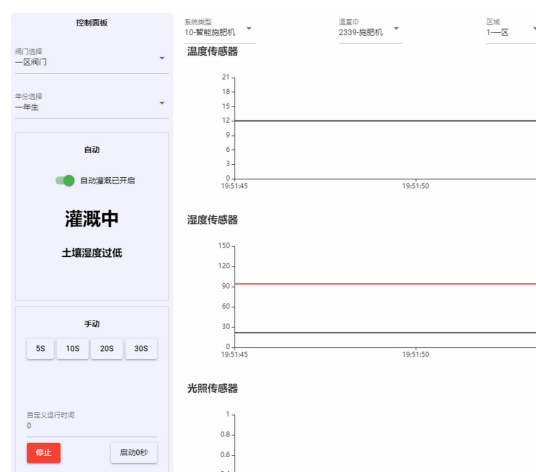 控制面板
阀门选择
一区阀门
年份选择
一年生
自动
自动灌溉已开启
灌溉中
土壤湿度过低
手动
5S 10S 20S 30S
自定义运行时间
0
停止 启动0秒
系统类型
10-智能施肥机
温室ID
2339-施肥机
区域
1-一区
温度传感器
21
18
15
12
9
6
3
0
19:51:45 19:51:50
湿度传感器
150
120
90
60
30
0
19:51:45 19:51:50
光照传感器
1
0.8
0.6